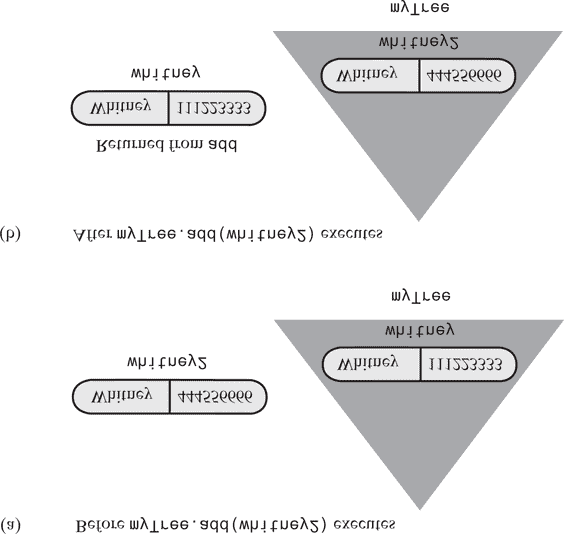 (a) Before myTree.add(whitney2) executes
Whitney 444556666
whitney2
Whitney 111223333
whitney
myTree
(b) After myTree.add(whitney2) executes
Returned from add
Whitney 111223333
whitney
Whitney 444556666
whitney2
myTree